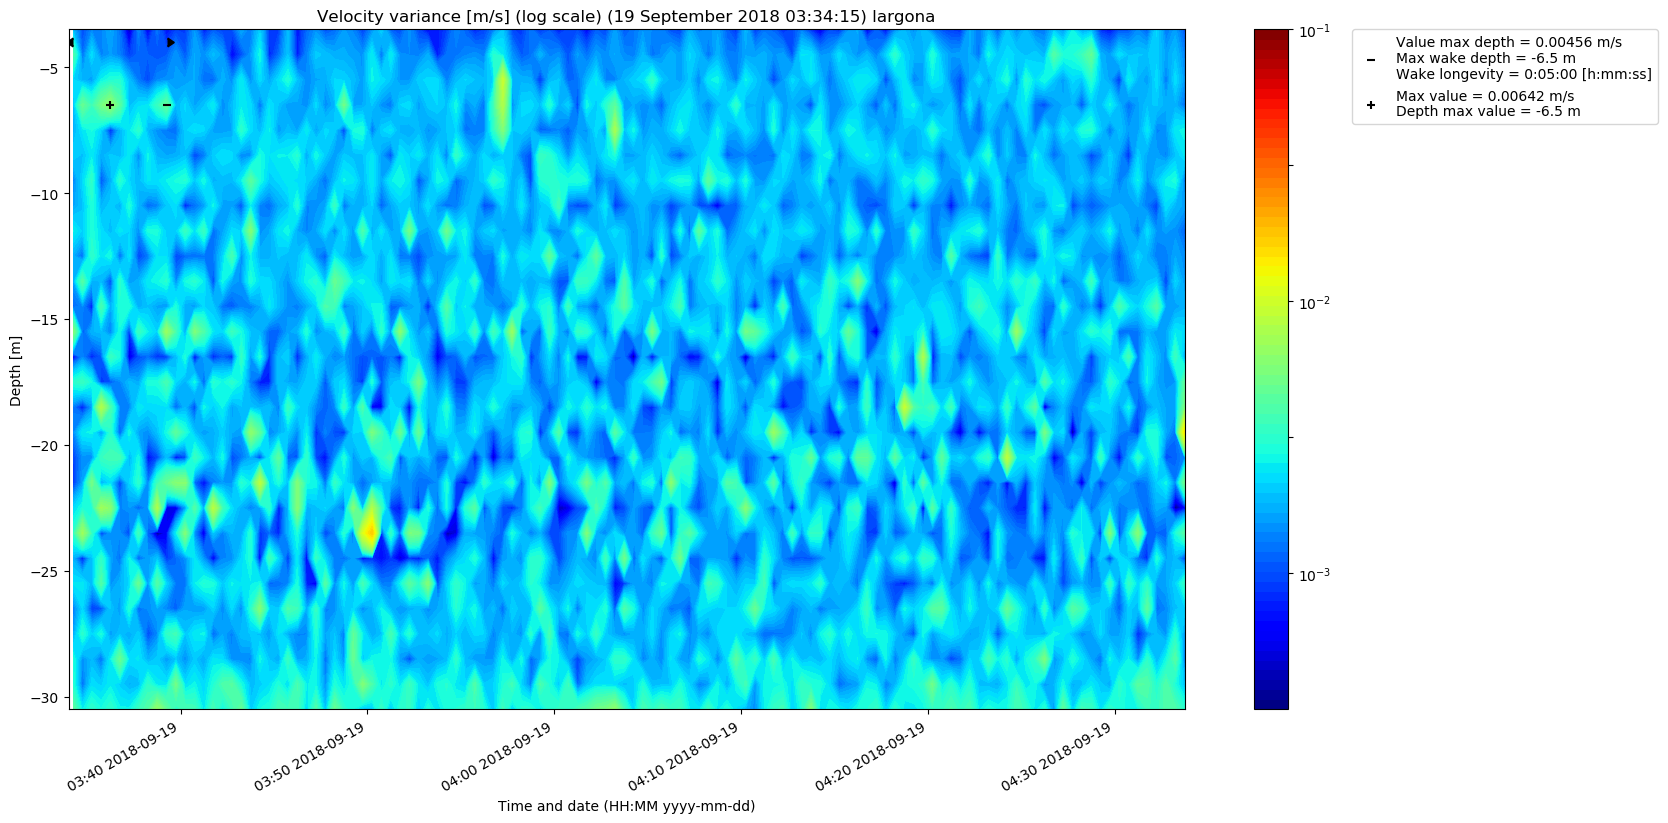 Velocity variance [m/s] (log scale) (19 September 2018 03:34:15) largona
Value max depth = 0.00456 m/s
Max wake depth = -6.5 m
Wake longevity = 0:05:00 [h:mm:ss]
Max value = 0.00642 m/s
Depth max value = -6.5 m
Depth [m]
−5
−10
−15
−20
−25
−30
03:40 2018-09-19
03:50 2018-09-19
04:00 2018-09-19
04:10 2018-09-19
04:20 2018-09-19
04:30 2018-09-19
Time and date (HH:MM yyyy-mm-dd)
10⁻¹
10⁻²
10⁻³